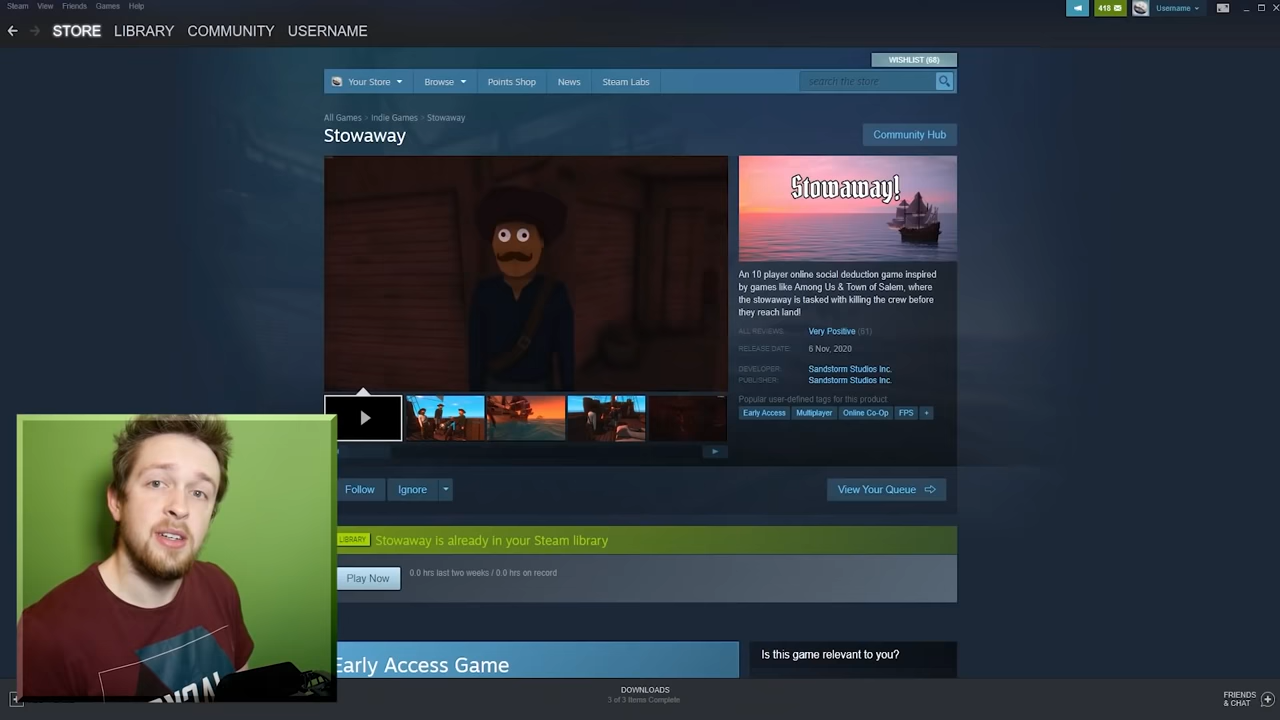 Steam View Friends Games Help
418
Username
STORE LIBRARY COMMUNITY USERNAME
WISHLIST (68)
Your Store Browse Points Shop News Steam Labs
search the store
All Games > Indie Games > Stowaway
Stowaway
Community Hub
Stowaway!
An 10 player online social deduction game inspired
by games like Among Us & Town of Salem, where
the stowaway is tasked with killing the crew before
they reach land!
ALL REVIEWS: Very Positive (61)
RELEASE DATE: 6 Nov, 2020
DEVELOPER: Sandstorm Studios Inc.
PUBLISHER: Sandstorm Studios Inc.
Popular user-defined tags for this product
Early Access Multiplayer Online Co-Op FPS +
Follow Ignore View Your Queue
LIBRARY Stowaway is already in your Steam library
Play Now 0.0 hrs last two weeks / 0.0 hrs on record
Early Access Game
Is this game relevant to you?
DOWNLOADS
3 of 3 Items Complete
FRIENDS
& CHAT